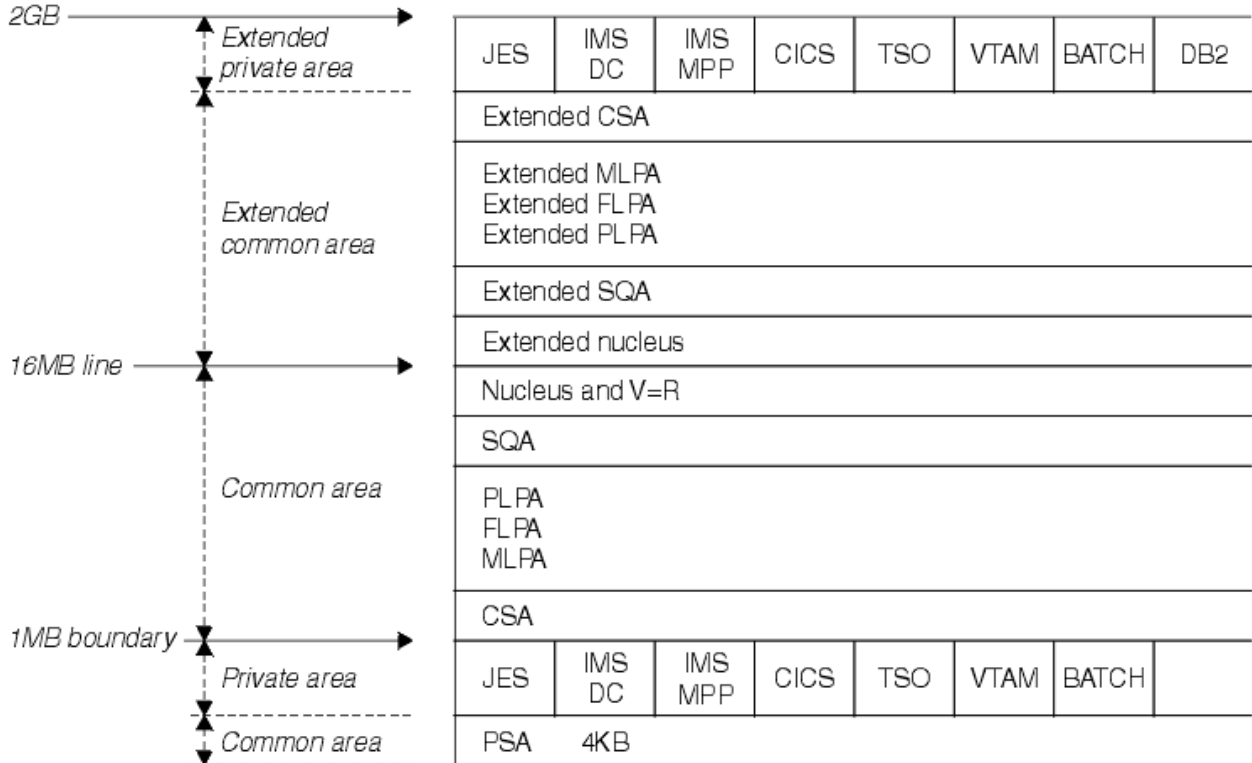 2GB
Extended
private area
JES
IMS
DC
IMS
MPP
CICS
TSO
VTAM
BATCH
DB2
Extended CSA
Extended
common area
Extended MLPA
Extended FLPA
Extended PLPA
Extended SQA
Extended nucleus
16MB line
Nucleus and V=R
SQA
Common area
PLPA
FLPA
MLPA
CSA
1MB boundary
Private area
JES
IMS
DC
IMS
MPP
CICS
TSO
VTAM
BATCH
Common area
PSA 4KB